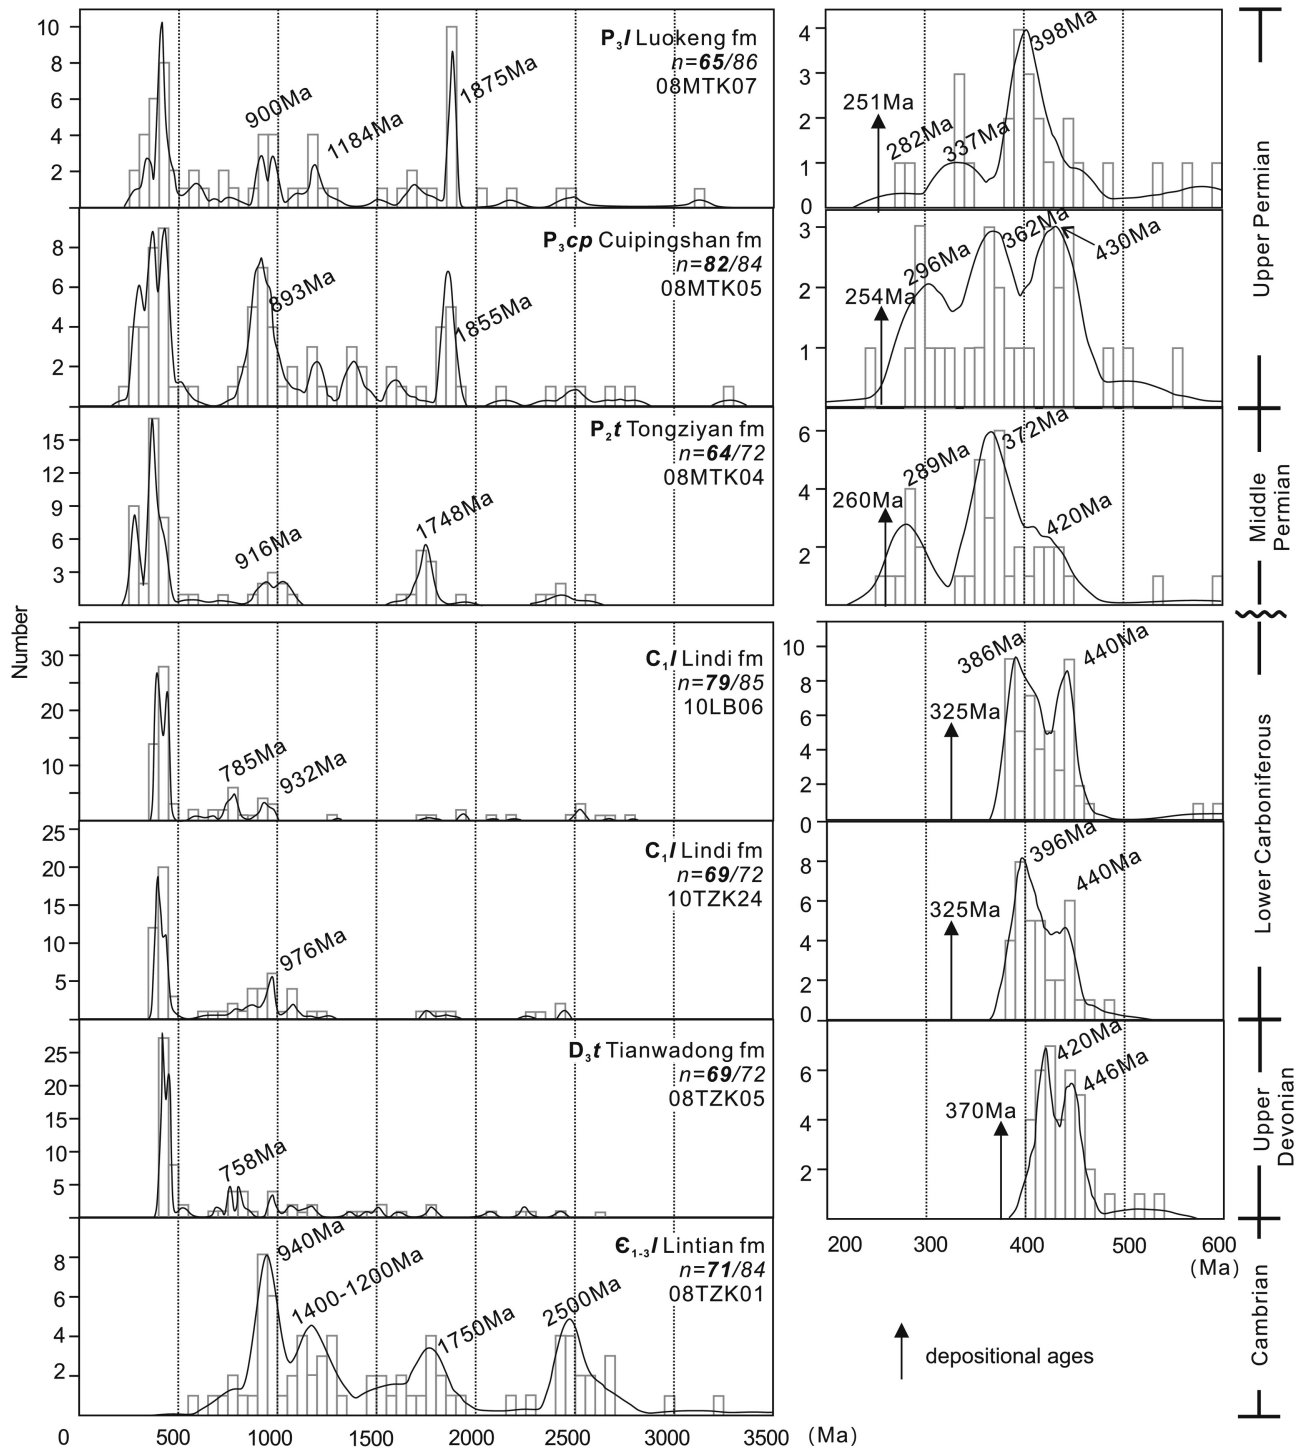 10
8
6
4
2
P3l Luokeng fm
n=65/86
08MTK07
900Ma
1184Ma
1875Ma
4
3
2
1
0
251Ma
282Ma
337Ma
398Ma
8
6
4
2
P3cp Cuipingshan fm
n=82/84
08MTK05
893Ma
1855Ma
3
2
1
254Ma
296Ma
362Ma
430Ma
Upper Permian
15
12
9
6
3
P2t Tongziyan fm
n=64/72
08MTK04
916Ma
1748Ma
6
4
2
260Ma
289Ma
372Ma
420Ma
Middle
Permian
Number
30
20
10
C1l Lindi fm
n=79/85
10LB06
785Ma
932Ma
10
8
6
4
2
0
325Ma
386Ma
440Ma
25
20
15
10
5
C1l Lindi fm
n=69/72
10TZK24
976Ma
8
6
4
2
0
325Ma
396Ma
440Ma
Lower Carboniferous
25
20
15
10
5
D3t Tianwadong fm
n=69/72
08TZK05
758Ma
6
4
2
370Ma
420Ma
446Ma
Upper
Devonian
200 300 400 500 600
(Ma)
8
6
4
2
Є1-3l Lintian fm
n=71/84
08TZK01
940Ma
1400-1200Ma
1750Ma
2500Ma
depositional ages
Cambrian
0 500 1000 1500 2000 2500 3000 (Ma)